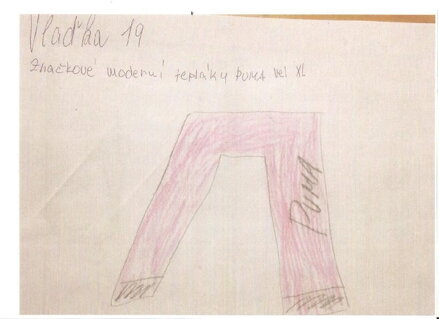 Vlaďka 19
Značkové moderní tepláky PUMA vel XL
PUMA